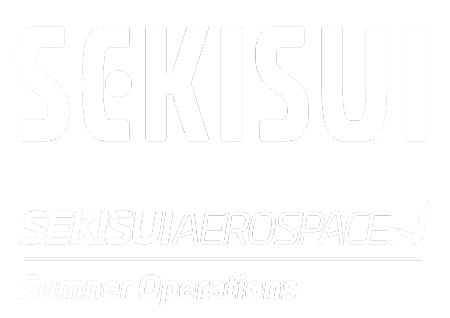 SEKISUI
SEKISUI AEROSPACE
Sumner Operations